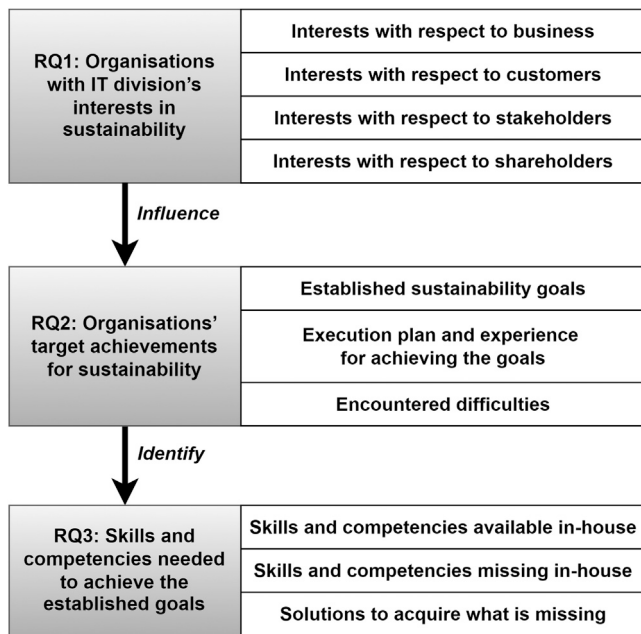 RQ1: Organisations
with IT division's
interests in
sustainability
Interests with respect to business
Interests with respect to customers
Interests with respect to stakeholders
Interests with respect to shareholders
Influence
RQ2: Organisations'
target achievements
for sustainability
Established sustainability goals
Execution plan and experience
for achieving the goals
Encountered difficulties
Identify
RQ3: Skills and
competencies needed
to achieve the
established goals
Skills and competencies available in-house
Skills and competencies missing in-house
Solutions to acquire what is missing